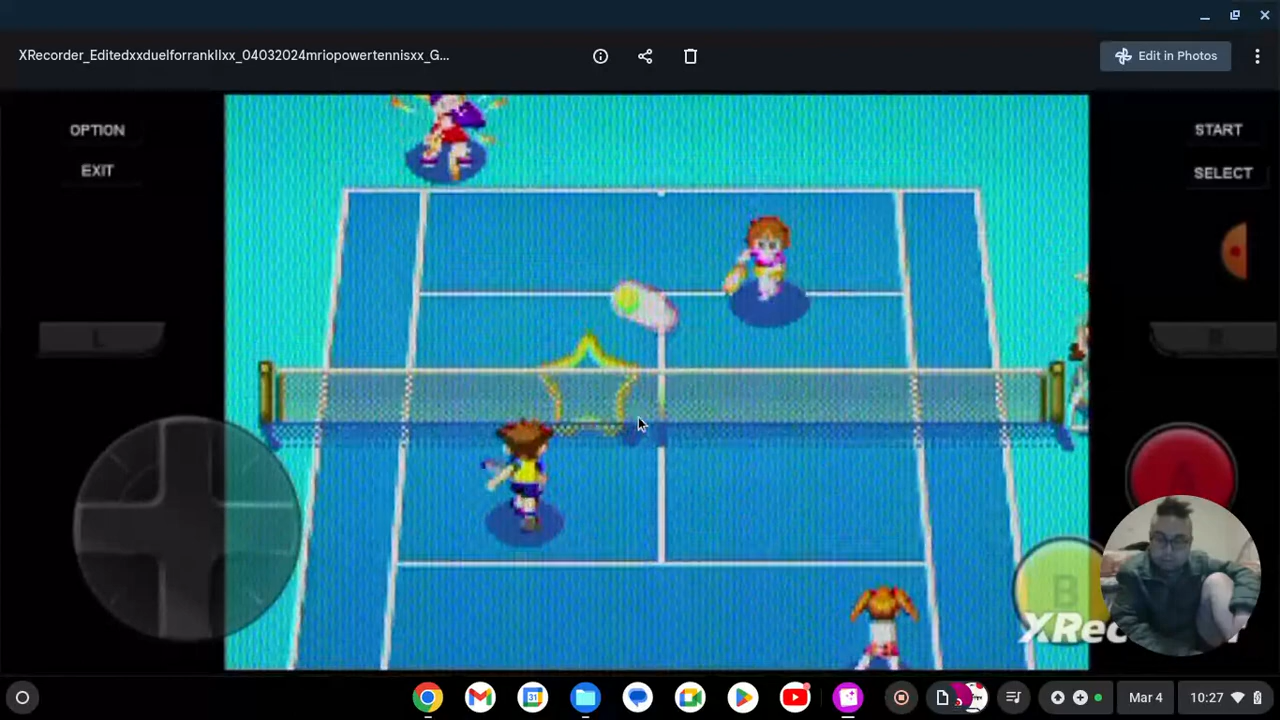 XRecorder_Editedxxduelforrankllxx_04032024mriopowertennisxx_G...
Edit in Photos
OPTION
START
EXIT
SELECT
L
A
B
XRec
Mar 4
10:27